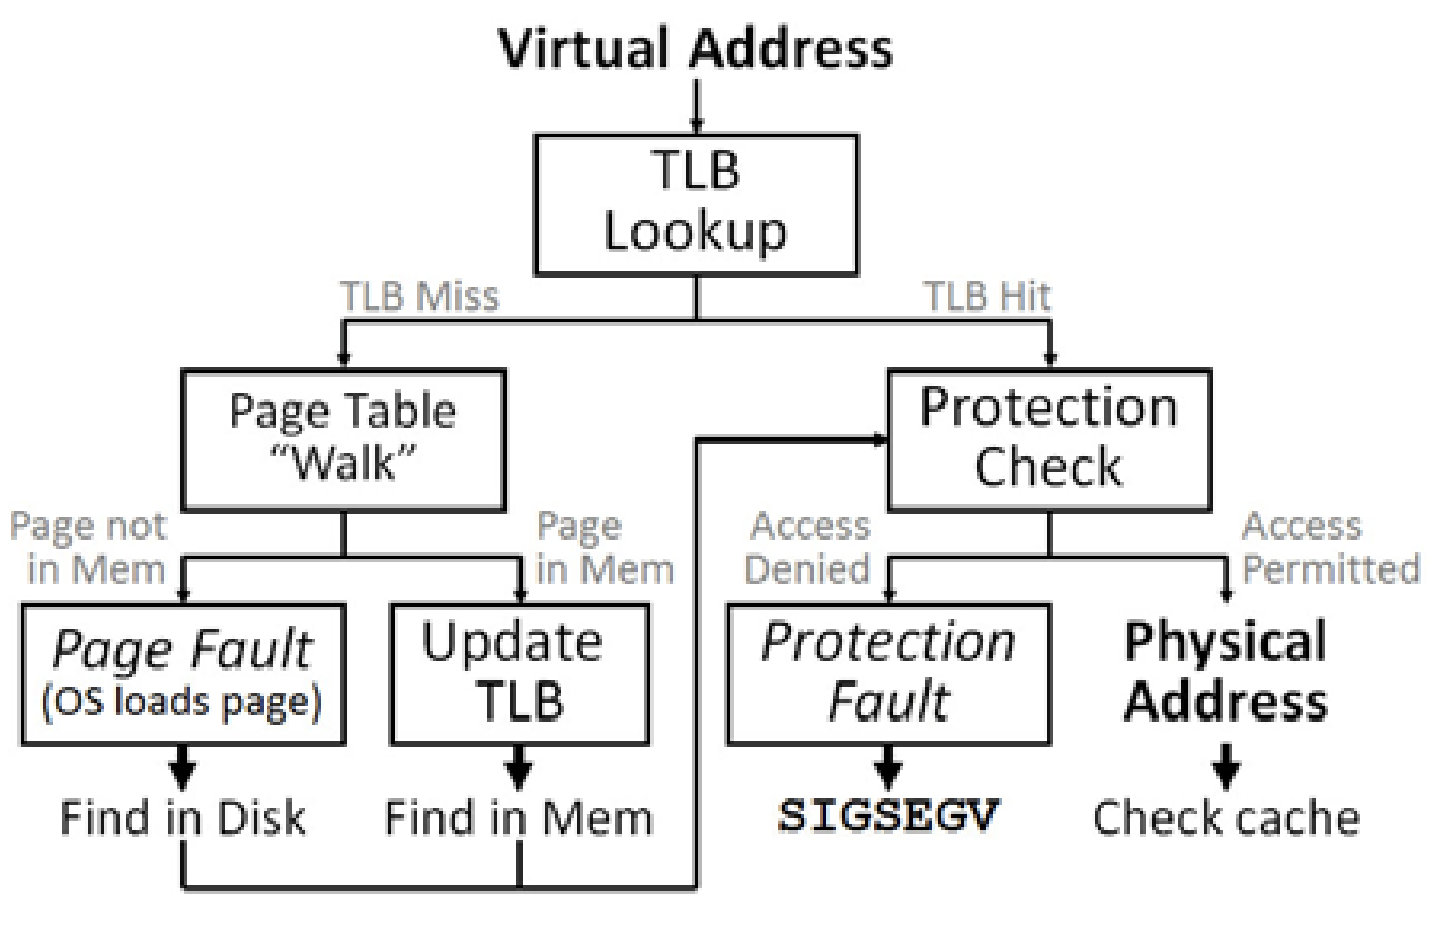 Virtual Address
TLB
Lookup
TLB Miss
TLB Hit
Page Table
“Walk”
Protection
Check
Page not
in Mem
Page
in Mem
Access
Denied
Access
Permitted
Page Fault
(OS loads page)
Update
TLB
Protection
Fault
Physical
Address
Find in Disk
Find in Mem
SIGSEGV
Check cache